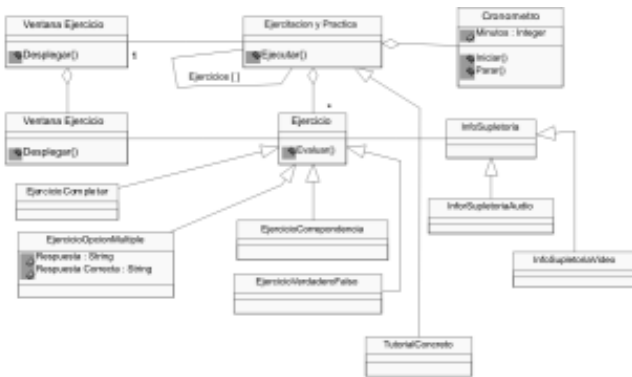 Ventana Ejercicio
Desplegar()
1
Ejercitacion y Practica
Ejecutar()
Ejercicios [ ]
Cronometro
Minutos : Integer
Iniciar()
Parar()
Ventana Ejercicio
Desplegar()
*
Ejercicio
Evaluar()
InfoSupletoria
EjercicioCompletar
EjercicioOpcionMultiple
Respuesta : String
Respuesta Correcta : String
EjercicioCorrepondencia
InforSupletoriaAudio
EjercicioVerdaderoFalso
InfoSupletoriaVideo
TutorialConcreto